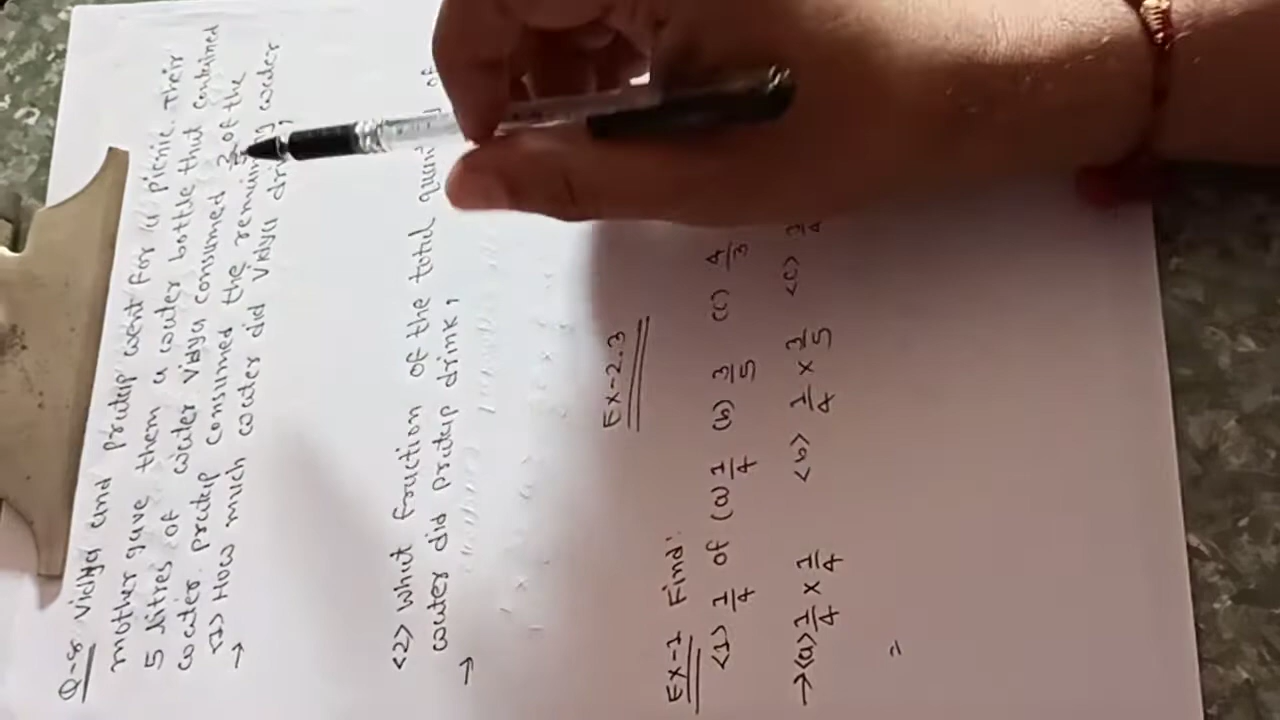 Q-8 Vidya and pratap went for a picnic. Their
mother gave them a water bottle that contained
5 litres of water Vidya consumed 2/5 of the
water. pratap consumed the remaining water
<1> How much water did Vidya drink
→
<2> What fraction of the total quan of
water did pratap drink,
→
EX-2.3
EX-1 Find:
<1> 1/4 of (a) 1/4 (b) 3/5 (c) 4/3
→ (a) 1/4 × 1/4 <b> 1/4 × 3/5 <c>
=